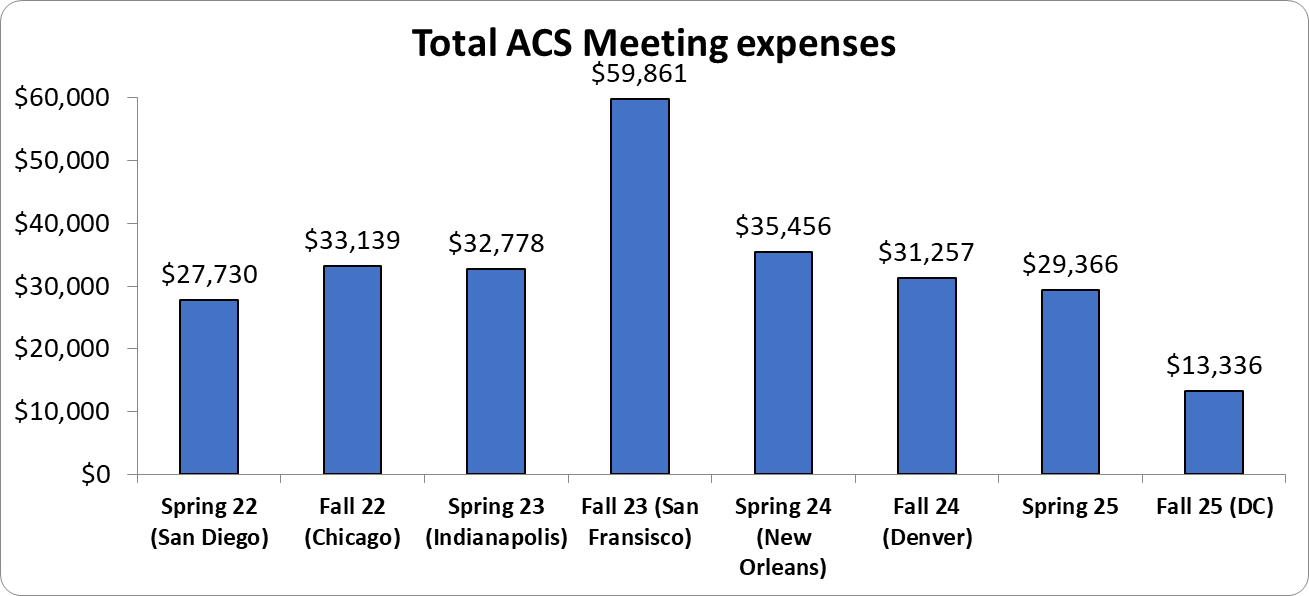 Total ACS Meeting expenses
$59,861
$60,000
$50,000
$40,000
$30,000
$20,000
$10,000
$0
$27,730
$33,139
$32,778
$35,456
$31,257
$29,366
$13,336
Spring 22
(San Diego)
Fall 22
(Chicago)
Spring 23
(Indianapolis)
Fall 23 (San
Fransisco)
Spring 24
(New
Orleans)
Fall 24
(Denver)
Spring 25
Fall 25 (DC)